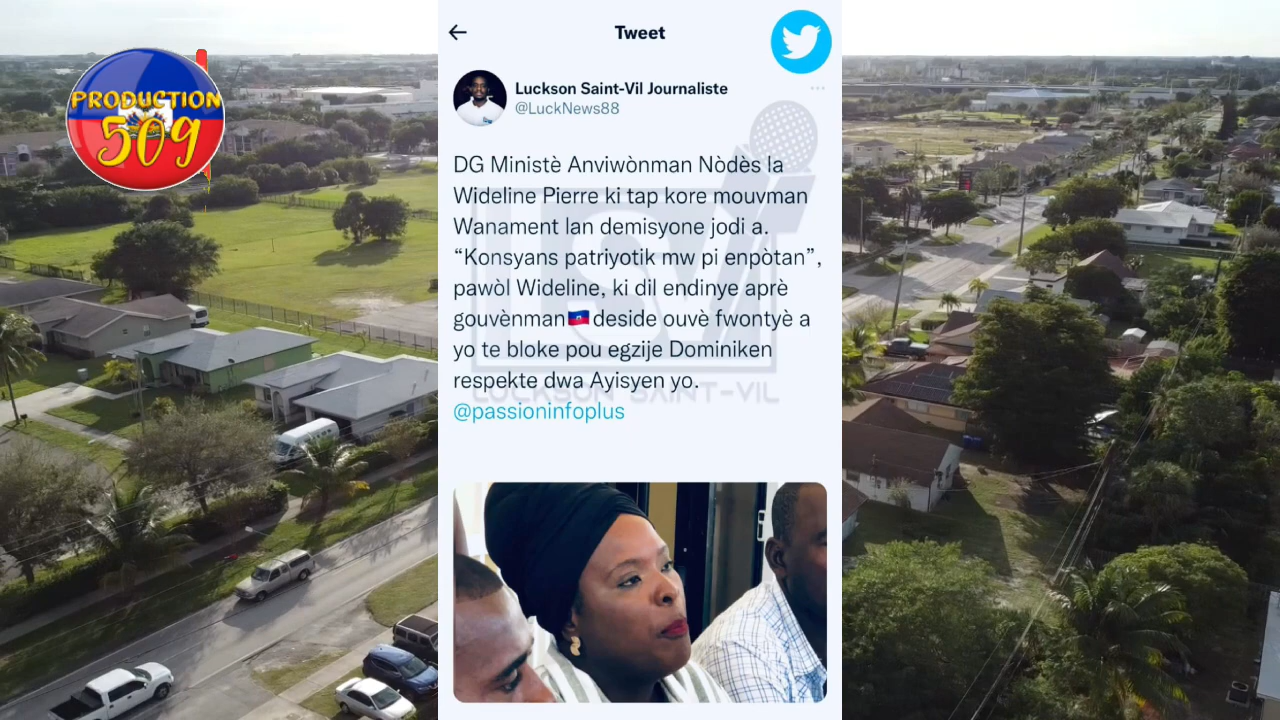 PRODUCTION
509
Tweet
Luckson Saint-Vil Journaliste
@LuckNews88
DG Ministè Anviwònman Nòdès la
Wideline Pierre ki tap kore mouvman
Wanament lan demisyone jodi a.
“Konsyans patriyotik mw pi enpòtan”,
pawòl Wideline, ki dil endinye aprè
gouvènman🇭🇹deside ouvè fwontyè a
yo te bloke pou egzije Dominiken
respekte dwa Ayisyen yo.
LUCKSON SAINT-VIL
@passioninfoplus